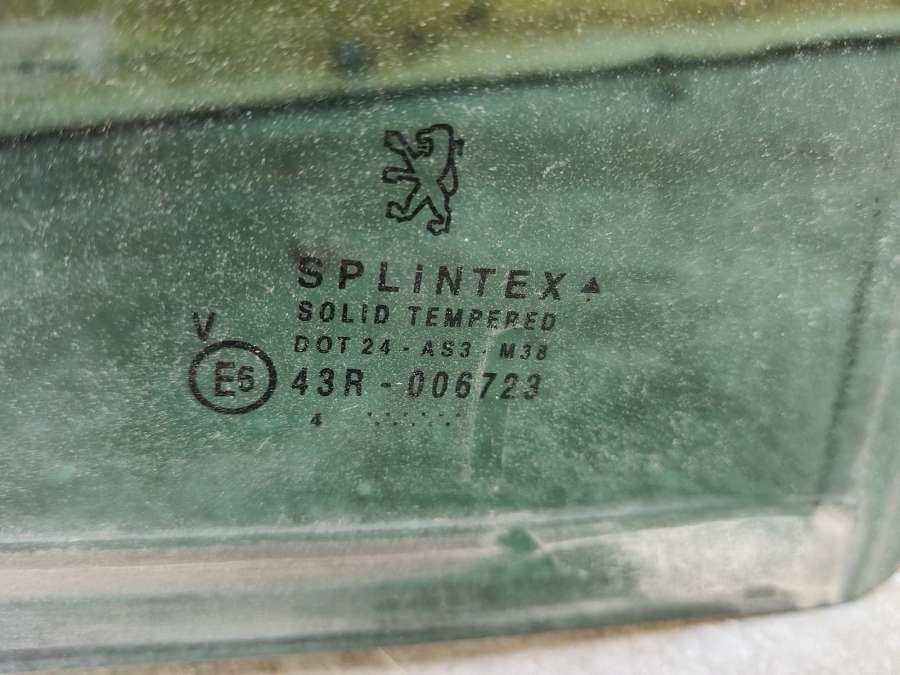 SPLiNTEX
SOLID TEMPERED
V
DOT 24 - AS3 - M38
E6 43R - 006723
4 ......